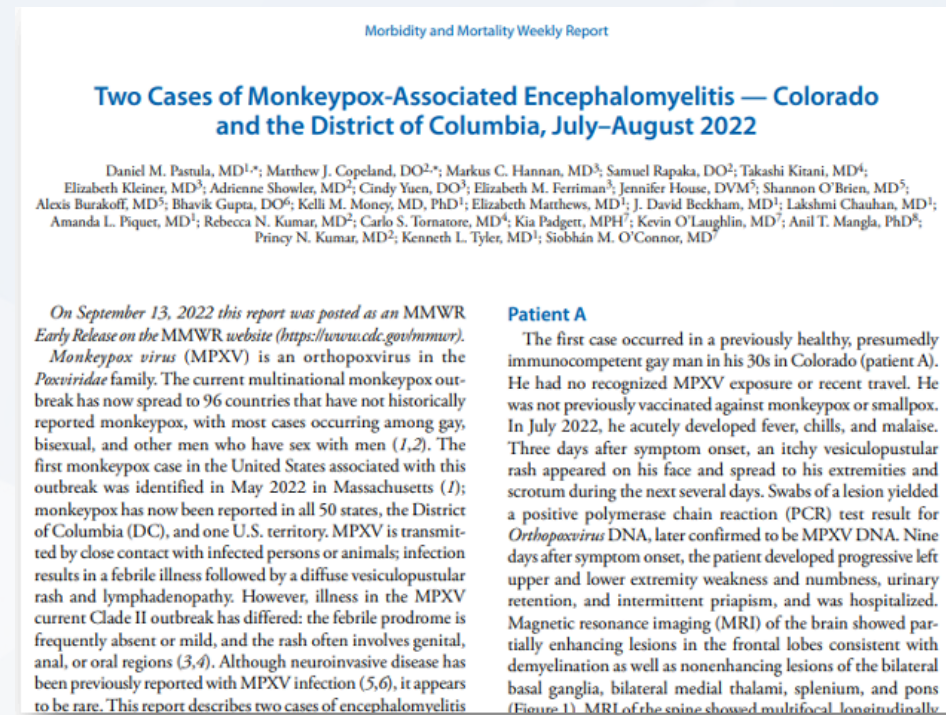 Morbidity and Mortality Weekly Report
Two Cases of Monkeypox-Associated Encephalomyelitis — Colorado
and the District of Columbia, July–August 2022
Daniel M. Pastula, MD1,*; Matthew J. Copeland, DO2,*; Markus C. Hannan, MD3; Samuel Rapaka, DO2; Takashi Kitani, MD4;
Elizabeth Kleiner, MD3; Adrienne Showler, MD2; Cindy Yuen, DO3; Elizabeth M. Ferriman3; Jennifer House, DVM5; Shannon O'Brien, MD5;
Alexis Burakoff, MD5; Bhavik Gupta, DO6; Kelli M. Money, MD, PhD1; Elizabeth Matthews, MD1; J. David Beckham, MD1; Lakshmi Chauhan, MD1;
Amanda L. Piquet, MD1; Rebecca N. Kumar, MD2; Carlo S. Tornatore, MD4; Kia Padgett, MPH7; Kevin O'Laughlin, MD7; Anil T. Mangla, PhD8;
Princy N. Kumar, MD2; Kenneth L. Tyler, MD1; Siobhán M. O'Connor, MD7
On September 13, 2022 this report was posted as an MMWR
Early Release on the MMWR website (https://www.cdc.gov/mmwr).
Monkeypox virus (MPXV) is an orthopoxvirus in the
Poxviridae family. The current multinational monkeypox out-
break has now spread to 96 countries that have not historically
reported monkeypox, with most cases occurring among gay,
bisexual, and other men who have sex with men (1,2). The
first monkeypox case in the United States associated with this
outbreak was identified in May 2022 in Massachusetts (1);
monkeypox has now been reported in all 50 states, the District
of Columbia (DC), and one U.S. territory. MPXV is transmit-
ted by close contact with infected persons or animals; infection
results in a febrile illness followed by a diffuse vesiculopustular
rash and lymphadenopathy. However, illness in the MPXV
current Clade II outbreak has differed: the febrile prodrome is
frequently absent or mild, and the rash often involves genital,
anal, or oral regions (3,4). Although neuroinvasive disease has
been previously reported with MPXV infection (5,6), it appears
to be rare. This report describes two cases of encephalomyelitis
Patient A
The first case occurred in a previously healthy, presumedly
immunocompetent gay man in his 30s in Colorado (patient A).
He had no recognized MPXV exposure or recent travel. He
was not previously vaccinated against monkeypox or smallpox.
In July 2022, he acutely developed fever, chills, and malaise.
Three days after symptom onset, an itchy vesiculopustular
rash appeared on his face and spread to his extremities and
scrotum during the next several days. Swabs of a lesion yielded
a positive polymerase chain reaction (PCR) test result for
Orthopoxvirus DNA, later confirmed to be MPXV DNA. Nine
days after symptom onset, the patient developed progressive left
upper and lower extremity weakness and numbness, urinary
retention, and intermittent priapism, and was hospitalized.
Magnetic resonance imaging (MRI) of the brain showed par-
tially enhancing lesions in the frontal lobes consistent with
demyelination as well as nonenhancing lesions of the bilateral
basal ganglia, bilateral medial thalami, splenium, and pons
(Figure 1). MRI of the spine showed multifocal, longitudinally